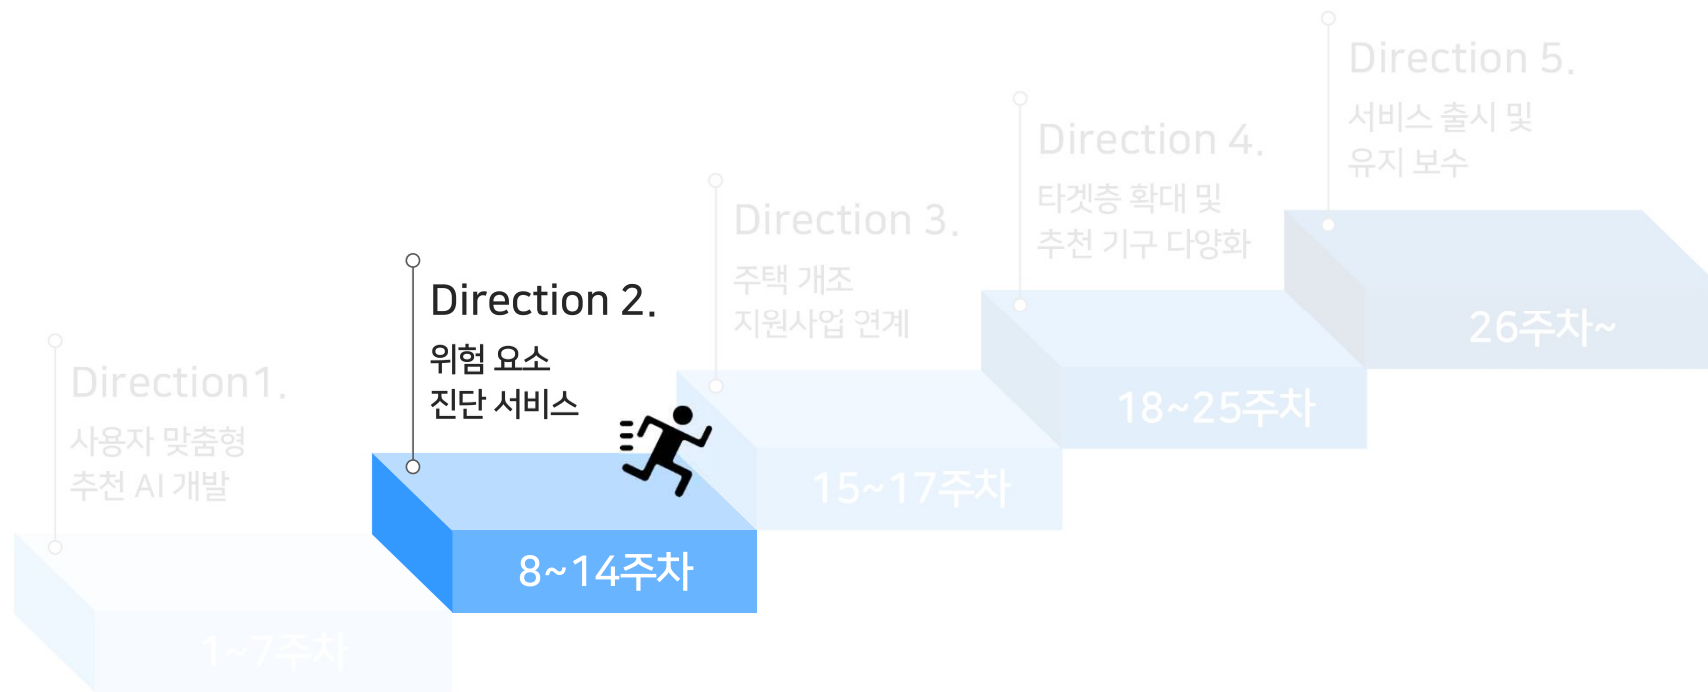 Direction1.
사용자 맞춤형
추천 AI 개발
1~7주차
Direction 2.
위험 요소
진단 서비스
8~14주차
Direction 3.
주택 개조
지원사업 연계
15~17주차
Direction 4.
타겟층 확대 및
추천 기구 다양화
18~25주차
Direction 5.
서비스 출시 및
유지 보수
26주차~